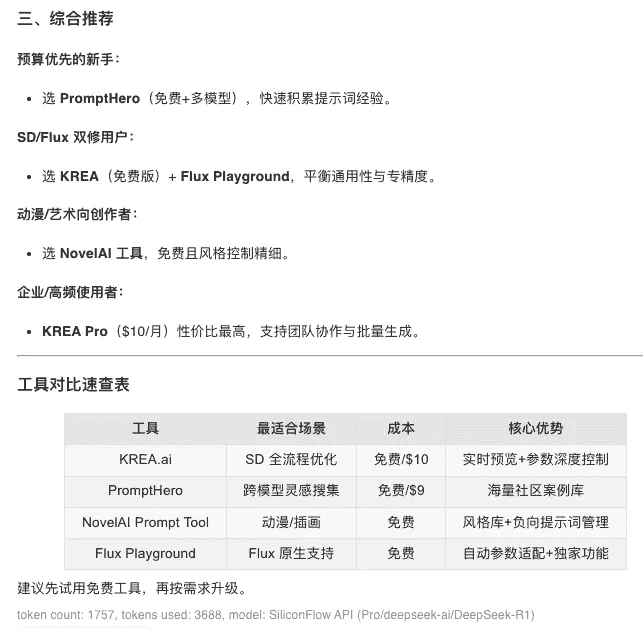 三、综合推荐
预算优先的新手：
• 选 PromptHero（免费+多模型），快速积累提示词经验。
SD/Flux 双修用户：
• 选 KREA（免费版）+ Flux Playground，平衡通用性与专精度。
动漫/艺术向创作者：
• 选 NovelAI 工具，免费且风格控制精细。
企业/高频使用者：
• KREA Pro（$10/月）性价比最高，支持团队协作与批量生成。
工具对比速查表
工具 最适合场景 成本 核心优势
KREA.ai SD 全流程优化 免费/$10 实时预览+参数深度控制
PromptHero 跨模型灵感搜集 免费/$9 海量社区案例库
NovelAI Prompt Tool 动漫/插画 免费 风格库+负向提示词管理
Flux Playground Flux 原生支持 免费 自动参数适配+独家功能
建议先试用免费工具，再按需求升级。
token count: 1757, tokens used: 3688, model: SiliconFlow API (Pro/deepseek-ai/DeepSeek-R1)